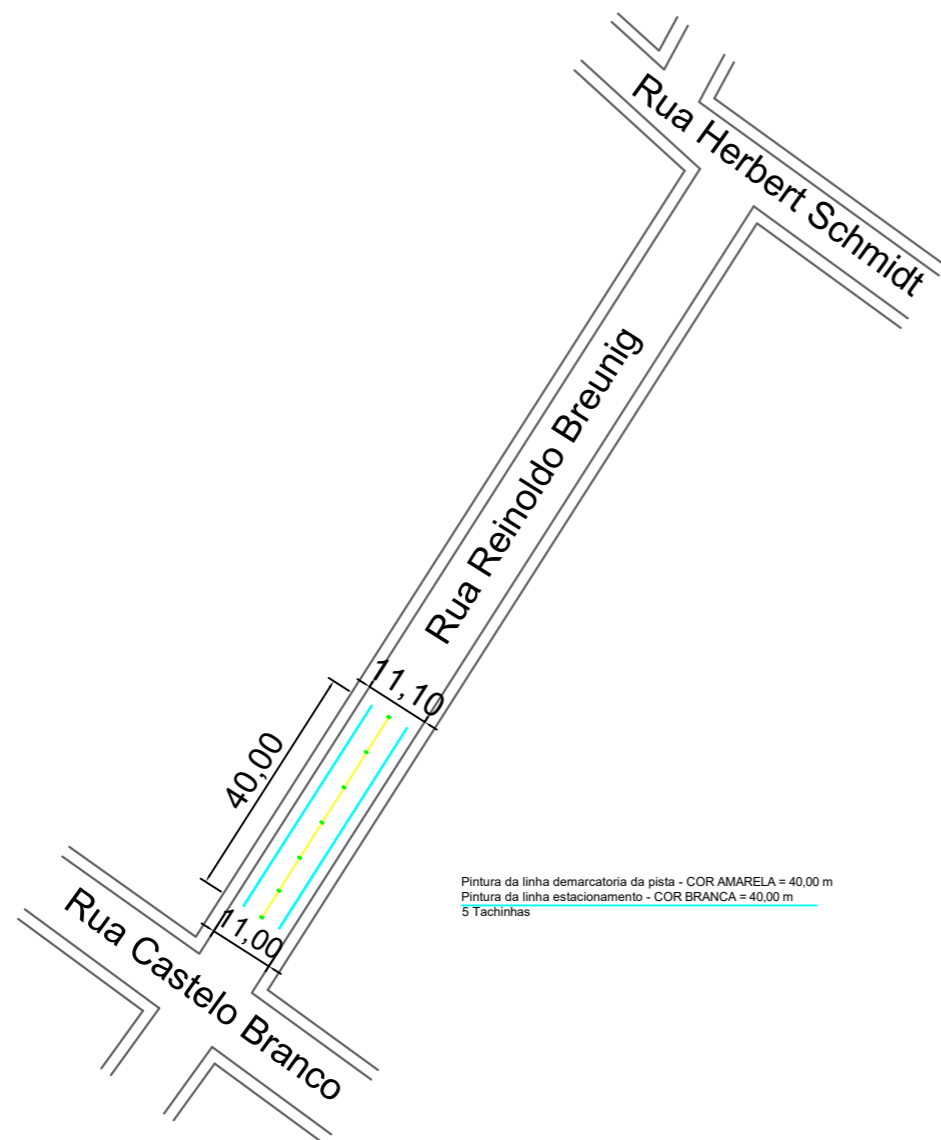 Rua Herbert Schmidt
Rua Reinoldo Breunig
11,10
40,00
Pintura da linha demarcatoria da pista - COR AMARELA = 40,00 m
Pintura da linha estacionamento - COR BRANCA = 40,00 m
5 Tachinhas
11,00
Rua Castelo Branco